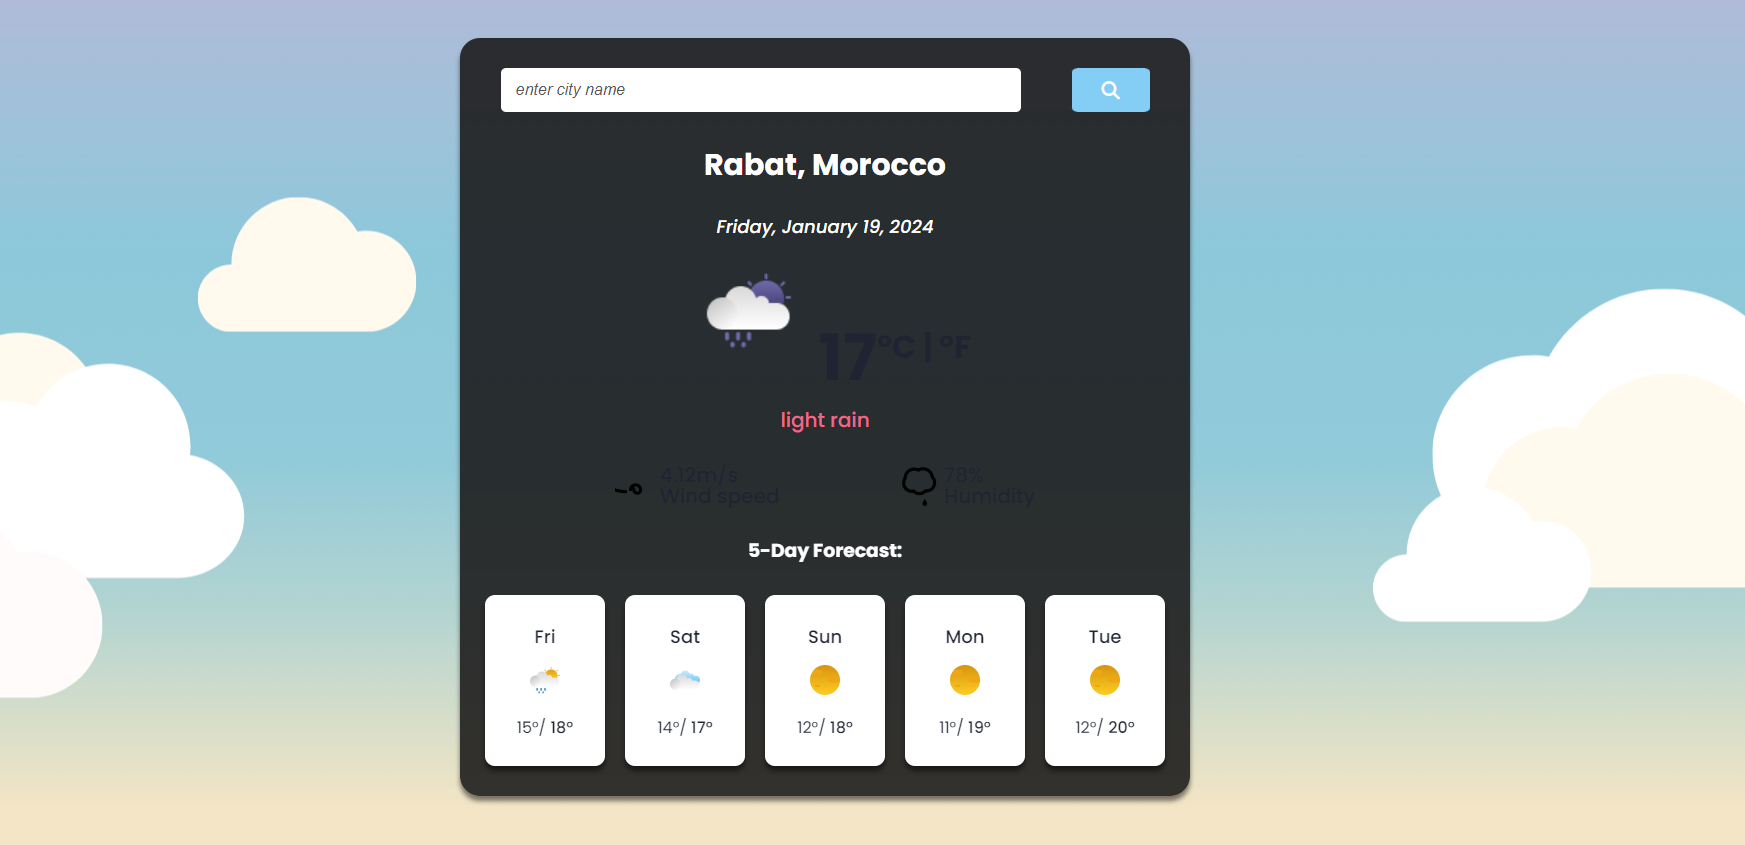 enter city name
Rabat, Morocco
Friday, January 19, 2024
17°C | °F
light rain
4.12m/s
Wind speed
78%
Humidity
5-Day Forecast:
Fri
15°/ 18°
Sat
14°/ 17°
Sun
12°/ 18°
Mon
11°/ 19°
Tue
12°/ 20°